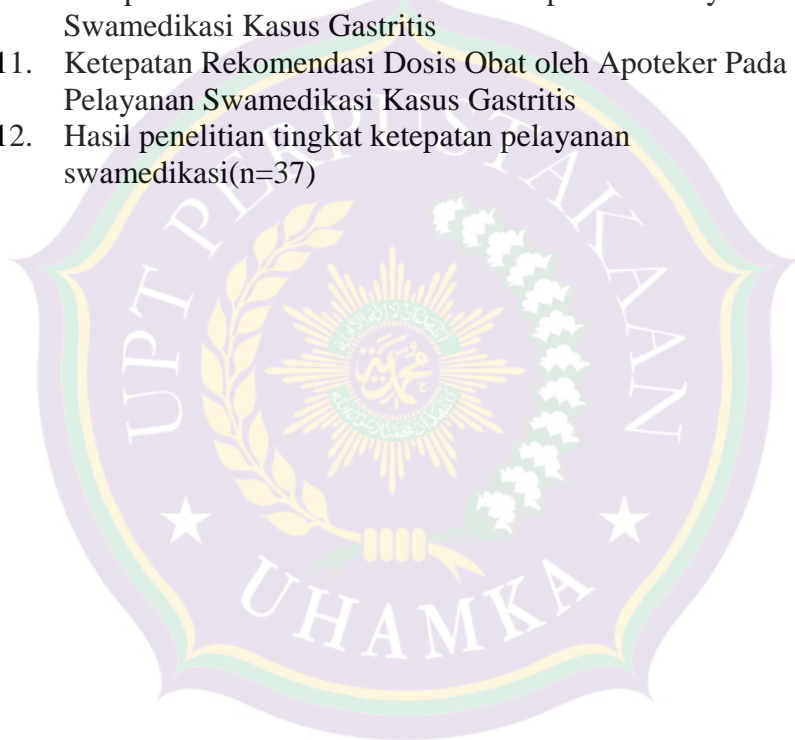 Swamedikasi Kasus Gastritis
11. Ketepatan Rekomendasi Dosis Obat oleh Apoteker Pada
Pelayanan Swamedikasi Kasus Gastritis
12. Hasil penelitian tingkat ketepatan pelayanan
swamedikasi(n=37)
UPT PERPUSTAKAAN
UHAMKA